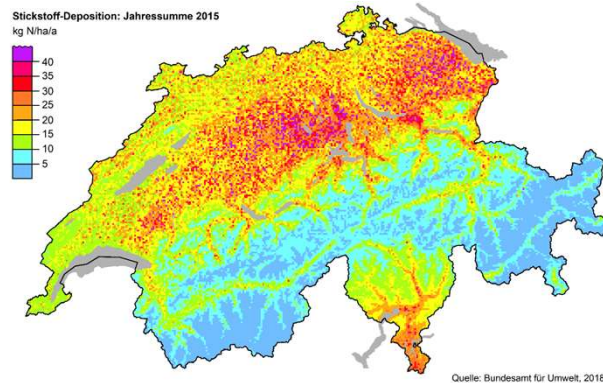 Stickstoff-Deposition: Jahressumme 2015
kg N/ha/a
40
35
30
25
20
15
10
5
Quelle: Bundesamt für Umwelt, 2018